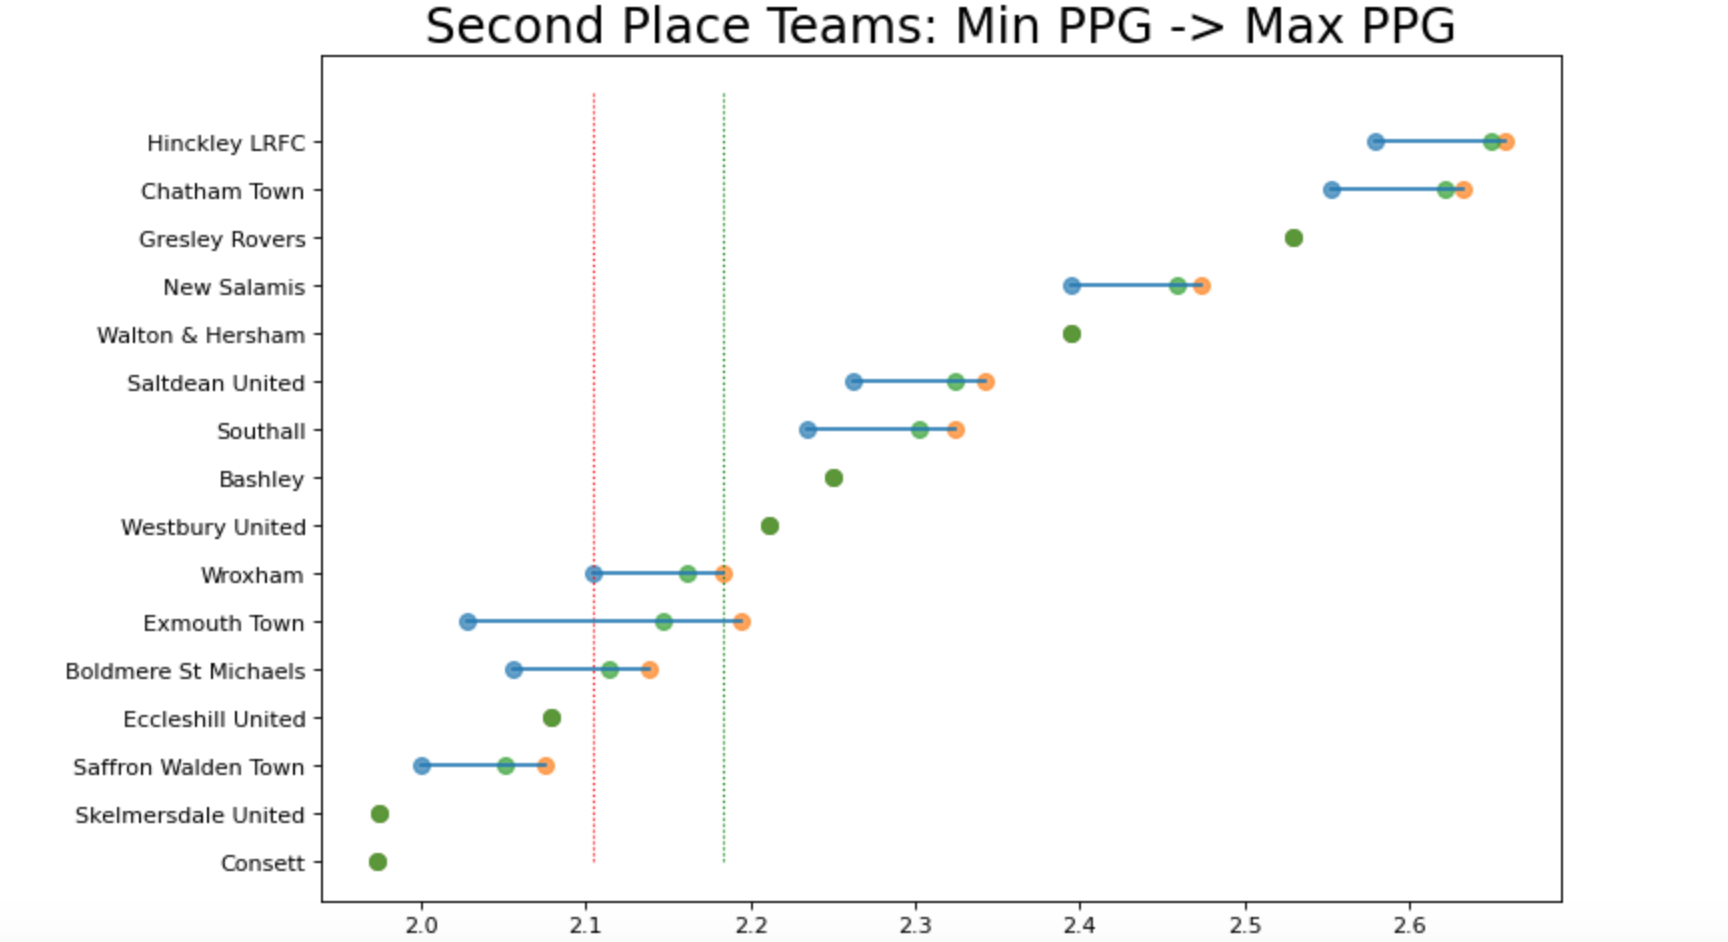 Second Place Teams: Min PPG -> Max PPG
Hinckley LRFC
Chatham Town
Gresley Rovers
New Salamis
Walton & Hersham
Saltdean United
Southall
Bashley
Westbury United
Wroxham
Exmouth Town
Boldmere St Michaels
Eccleshill United
Saffron Walden Town
Skelmersdale United
Consett
2.0 2.1 2.2 2.3 2.4 2.5 2.6